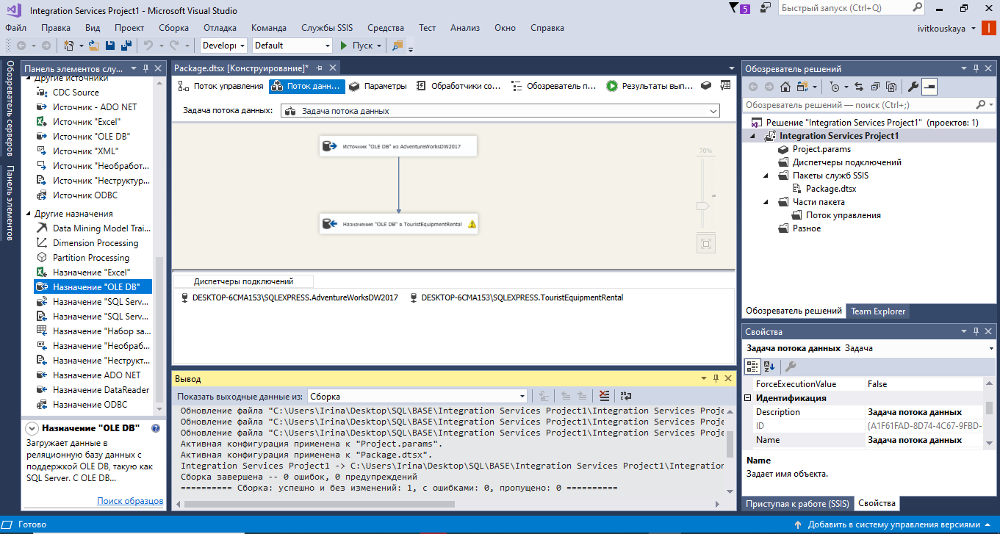 Integration Services Project1 - Microsoft Visual Studio
5
Быстрый запуск (Ctrl+Q)
Файл Правка Вид Проект Сборка Отладка Команда Службы SSIS Средства Тест Анализ Окно Справка
ivitkouskaya
Default
Пуск
Обозреватель серверов
Панель элементов
Панель элементов слу...
Другие источники
CDC Source
Источник - ADO NET
Источник "Excel"
Источник "OLE DB"
Источник "XML"
Источник "Необработ...
Источник "Неструктур...
Источник ODBC
Другие назначения
Data Mining Model Trai...
Dimension Processing
Partition Processing
Назначение "Excel"
Назначение "OLE DB"
Назначение "SQL Serv...
Назначение "SQL Serv...
Назначение "Набор за...
Назначение "Необраб...
Назначение "Неструкт...
Назначение ADO NET
Назначение DataReader
Назначение ODBC
Назначение "OLE DB"
Загружает данные в
реляционную базу данных с
поддержкой OLE DB, такую как
SQL Server. С OLE DB...
Поиск образцов
Package.dtsx [Конструирование]*
Поток управления
Поток данн...
Параметры
Обработчики со...
Обозреватель п...
Результаты вып...
Задача потока данных:
Задача потока данных
Источник "OLE DB" из AdventureWorksDW2017
Назначение "OLE DB" в TouristEquipmentRental
70%
Диспетчеры подключений
DESKTOP-6CMA153\SQLEXPRESS.AdventureWorksDW2017
DESKTOP-6CMA153\SQLEXPRESS.TouristEquipmentRental
Вывод
Показать выходные данные из:
Сборка
Обновление файла "C:\Users\Irina\Desktop\SQL\BASE\Integration Services Project1\Integration Services Proje
Обновление файла "C:\Users\Irina\Desktop\SQL\BASE\Integration Services Project1\Integration Services Proje
Обновление файла "C:\Users\Irina\Desktop\SQL\BASE\Integration Services Project1\Integration Services Proje
Активная конфигурация применена к "Project.params".
Активная конфигурация применена к "Package.dtsx".
Integration Services Project1 -> C:\Users\Irina\Desktop\SQL\BASE\Integration Services Project1\Integration
Сборка завершена -- 0 ошибок, 0 предупреждений
========== Сборка: успешно и без изменений: 1, с ошибками: 0, пропущено: 0 ==========
Обозреватель решений
Обозреватель решений — поиск (Ctrl+;)
Решение "Integration Services Project1" (проектов: 1)
Integration Services Project1
Project.params
Диспетчеры подключений
Пакеты служб SSIS
Package.dtsx
Части пакета
Поток управления
Разное
Обозреватель решений
Team Explorer
Свойства
Задача потока данных Задача
ForceExecutionValue False
Идентификация
Description Задача потока данных
ID {A1F61FAD-8D74-4C67-9FBD-
Name Задача потока данных
Name
Задает имя объекта.
Приступая к работе (SSIS)
Свойства
Готово
Добавить в систему управления версиями